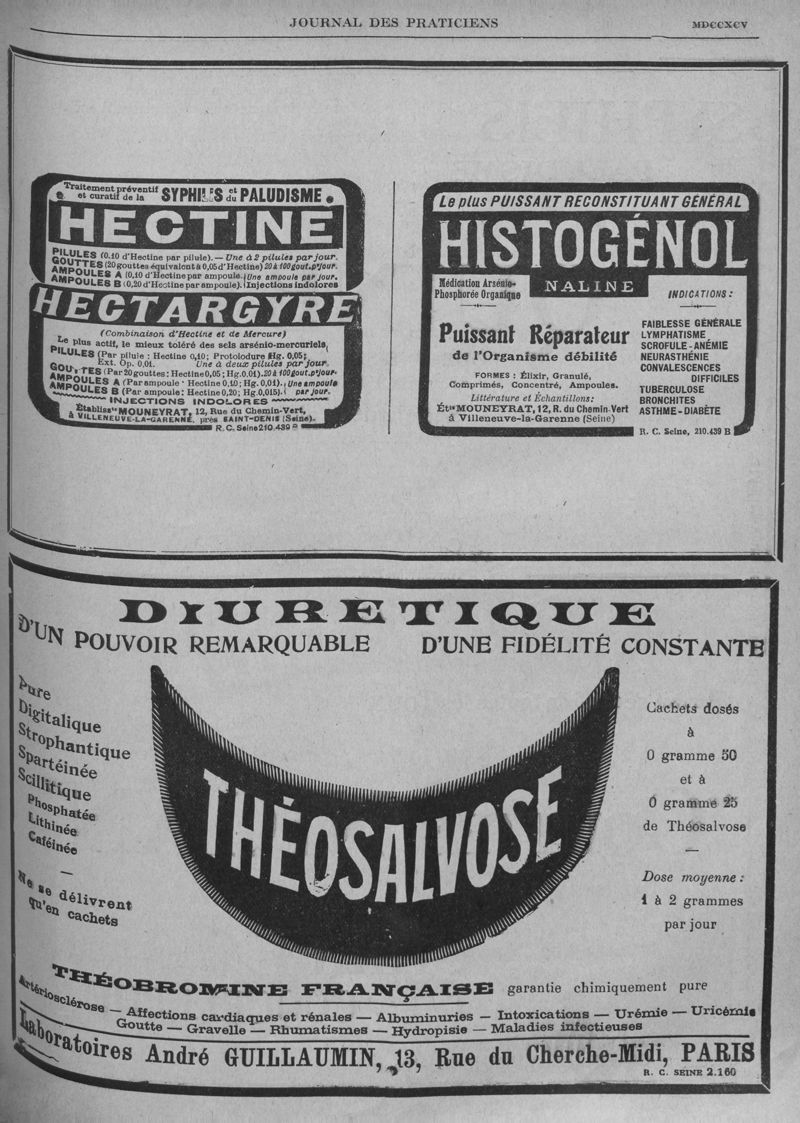 JOURNAL DES PRATICIENS
MDCCXCV
Traitement préventif
et curatif de la
SYPHILIS et du PALUDISME
HECTINE
PILULES (0.10 d'Hectine par pilule). — Une à 2 pilules par jour.
GOUTTES (20 gouttes équivalent à 0,05 d'Hectine) 20 à 100 gout. p' jour.
AMPOULES A (0,10 d'Hectine par ampoule). Une ampoule par jour.
AMPOULES B (0,20 d'Hectine par ampoule). Injections indolores
HECTARGYRE
(Combinaison d'Hectine et de Mercure)
Le plus actif, le mieux toléré des sels arsénio-mercuriels,
PILULES (Par pilule : Hectine 0,10; Protoiodure Hg. 0,05;
Ext. Op. 0,01. Une à deux pilules par jour.
GOUTTES (Par 20 gouttes : Hectine 0,05 ; Hg. 0,01). 20 à 100 gout. p' jour.
AMPOULES A (Par ampoule : Hectine 0,10; Hg. 0,01). Une ampoule
AMPOULES B (Par ampoule : Hectine 0,20; Hg. 0,015). par jour.
INJECTIONS INDOLORES
Établiss'ts MOUNEYRAT, 12, Rue du Chemin-Vert,
à VILLENEUVE-LA-GARENNE, près SAINT-DENIS (Seine).
R. C. Seine 210.439 B
Le plus PUISSANT RECONSTITUANT GÉNÉRAL
HISTOGÉNOL
NALINE
Médication Arsénio-
Phosphorée Organique
Puissant Réparateur
de l'Organisme débilité
FORMES : Élixir, Granulé,
Comprimés, Concentré, Ampoules.
Littérature et Échantillons:
Ét'ts MOUNEYRAT, 12, R. du Chemin-Vert
à Villeneuve-la-Garenne (Seine)
INDICATIONS :
FAIBLESSE GÉNÉRALE
LYMPHATISME
SCROFULE - ANÉMIE
NEURASTHÉNIE
CONVALESCENCES
DIFFICILES
TUBERCULOSE
BRONCHITES
ASTHME - DIABÈTE
R. C. Seine, 210.439 B
DIURETIQUE
D'UN POUVOIR REMARQUABLE D'UNE FIDÉLITÉ CONSTANTE
Pure
Digitalique
Strophantique
Spartéinée
Scillitique
Phosphatée
Lithinée
Caféinée
—
Ne se délivrent
qu'en cachets
THÉOSALVOSE
Cachets dosés
à
0 gramme 50
et à
0 gramme 25
de Théosalvose
—
Dose moyenne :
1 à 2 grammes
par jour
THÉOBROMINE FRANÇAISE garantie chimiquement pure
Artériosclérose — Affections cardiaques et rénales — Albuminuries — Intoxications — Urémie — Uricémie
Goutte — Gravelle — Rhumatismes — Hydropisie — Maladies infectieuses
Laboratoires André GUILLAUMIN, 13, Rue du Cherche-Midi, PARIS
R. C. SEINE 2.160